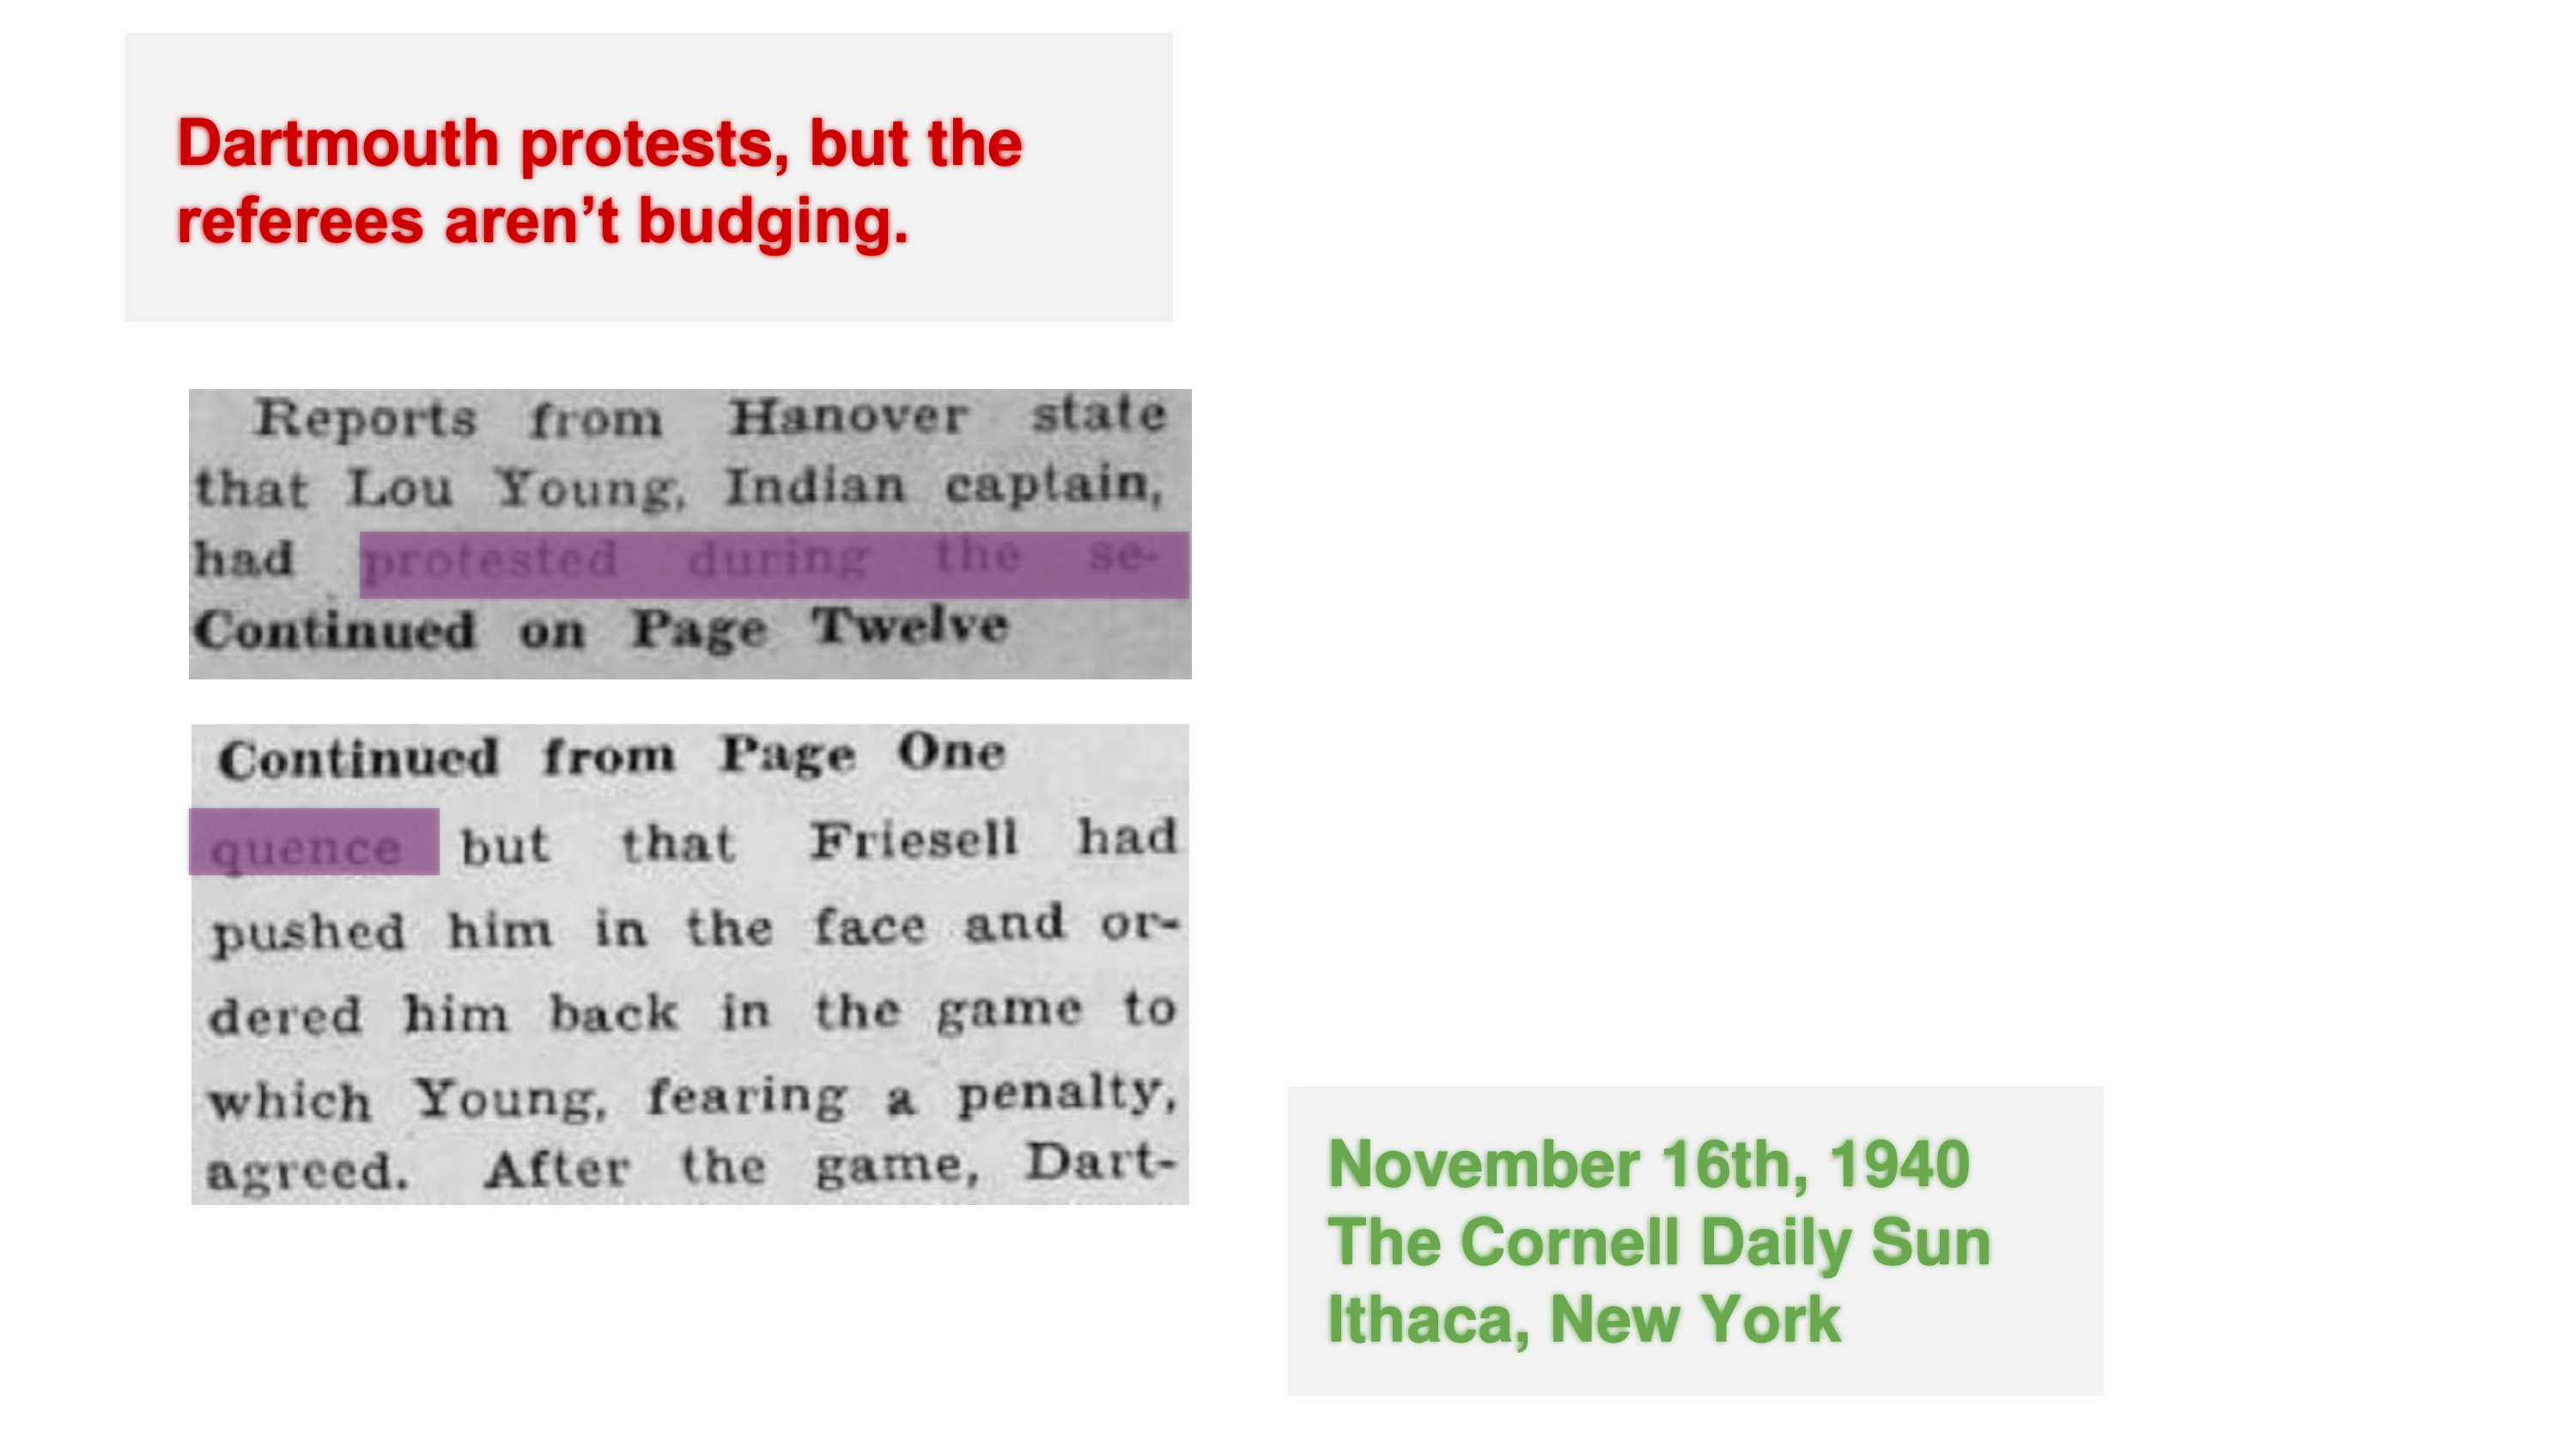 Dartmouth protests, but the
referees aren’t budging.
Reports from Hanover state
that Lou Young, Indian captain,
had protested during the se-
Continued on Page Twelve
Continued from Page One
quence but that Friesell had
pushed him in the face and or-
dered him back in the game to
which Young, fearing a penalty,
agreed. After the game, Dart-
November 16th, 1940
The Cornell Daily Sun
Ithaca, New York